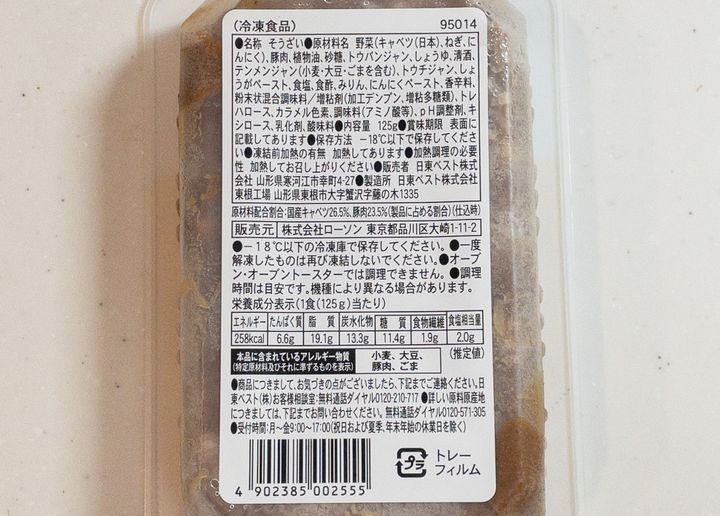 (冷凍食品) 95014
●名称 そうざい●原材料名 野菜(キャベツ(日本)、ねぎ、に
んにく)、豚肉、植物油、砂糖、トウバンジャン、しょうゆ、清酒、
テンメンジャン(小麦・大豆・ごまを含む)、トウチジャン、しょ
うがペースト、食塩、食酢、みりん、にんにくペースト、香辛料、
粉末状混合調味料/増粘剤(加工デンプン、増粘多糖類)、トレ
ハロース、カラメル色素、調味料(アミノ酸等)、pH調整剤、キ
シロース、乳化剤、酸味料●内容量 125g●賞味期限 表面に
記載してあります●保存方法 -18℃以下で保存してくださ
い●凍結前加熱の有無 加熱してあります●加熱調理の必要
性 加熱してお召し上がりください●販売者 日東ベスト株式
会社 山形県寒河江市幸町4-27●製造所 日東ベスト株式会社
東根工場 山形県東根市大字蟹沢字鹿の木1335
原材料配合割合:国産キャベツ26.5%、豚肉23.5%(製品に占める割合)(仕込時)
販売元 株式会社ローソン 東京都品川区大崎1-11-2
●-18℃以下の冷凍庫で保存してください。●一度
解凍したものは再び凍結しないでください。●オーブ
ン・オーブントースターでは調理できません。●調理
時間は目安です。機種により異なる場合があります。
栄養成分表示(1食(125g)当たり)
エネルギー たんぱく質 脂質 炭水化物 糖質 食物繊維 食塩相当量
258kcal 6.6g 19.1g 13.3g 11.4g 1.9g 2.0g
本品に含まれているアレルギー物質 小麦、大豆、 (推定値)
(特定原材料及びそれに準ずるものを表示) 豚肉、ごま
●商品につきまして、お気づきの点がございましたら、下記までご連絡ください。日
東ベスト(株)お客様相談室:無料通話ダイヤル0120-210-717 ●詳しい原料原産地
につきましては、下記までお問い合わせください。無料通話ダイヤル0120-571-305
●受付時間:月~金9:00~17:00(祝日および夏季、年末年始の休業日を除く)
プラ トレー
フィルム
4 902385 002555